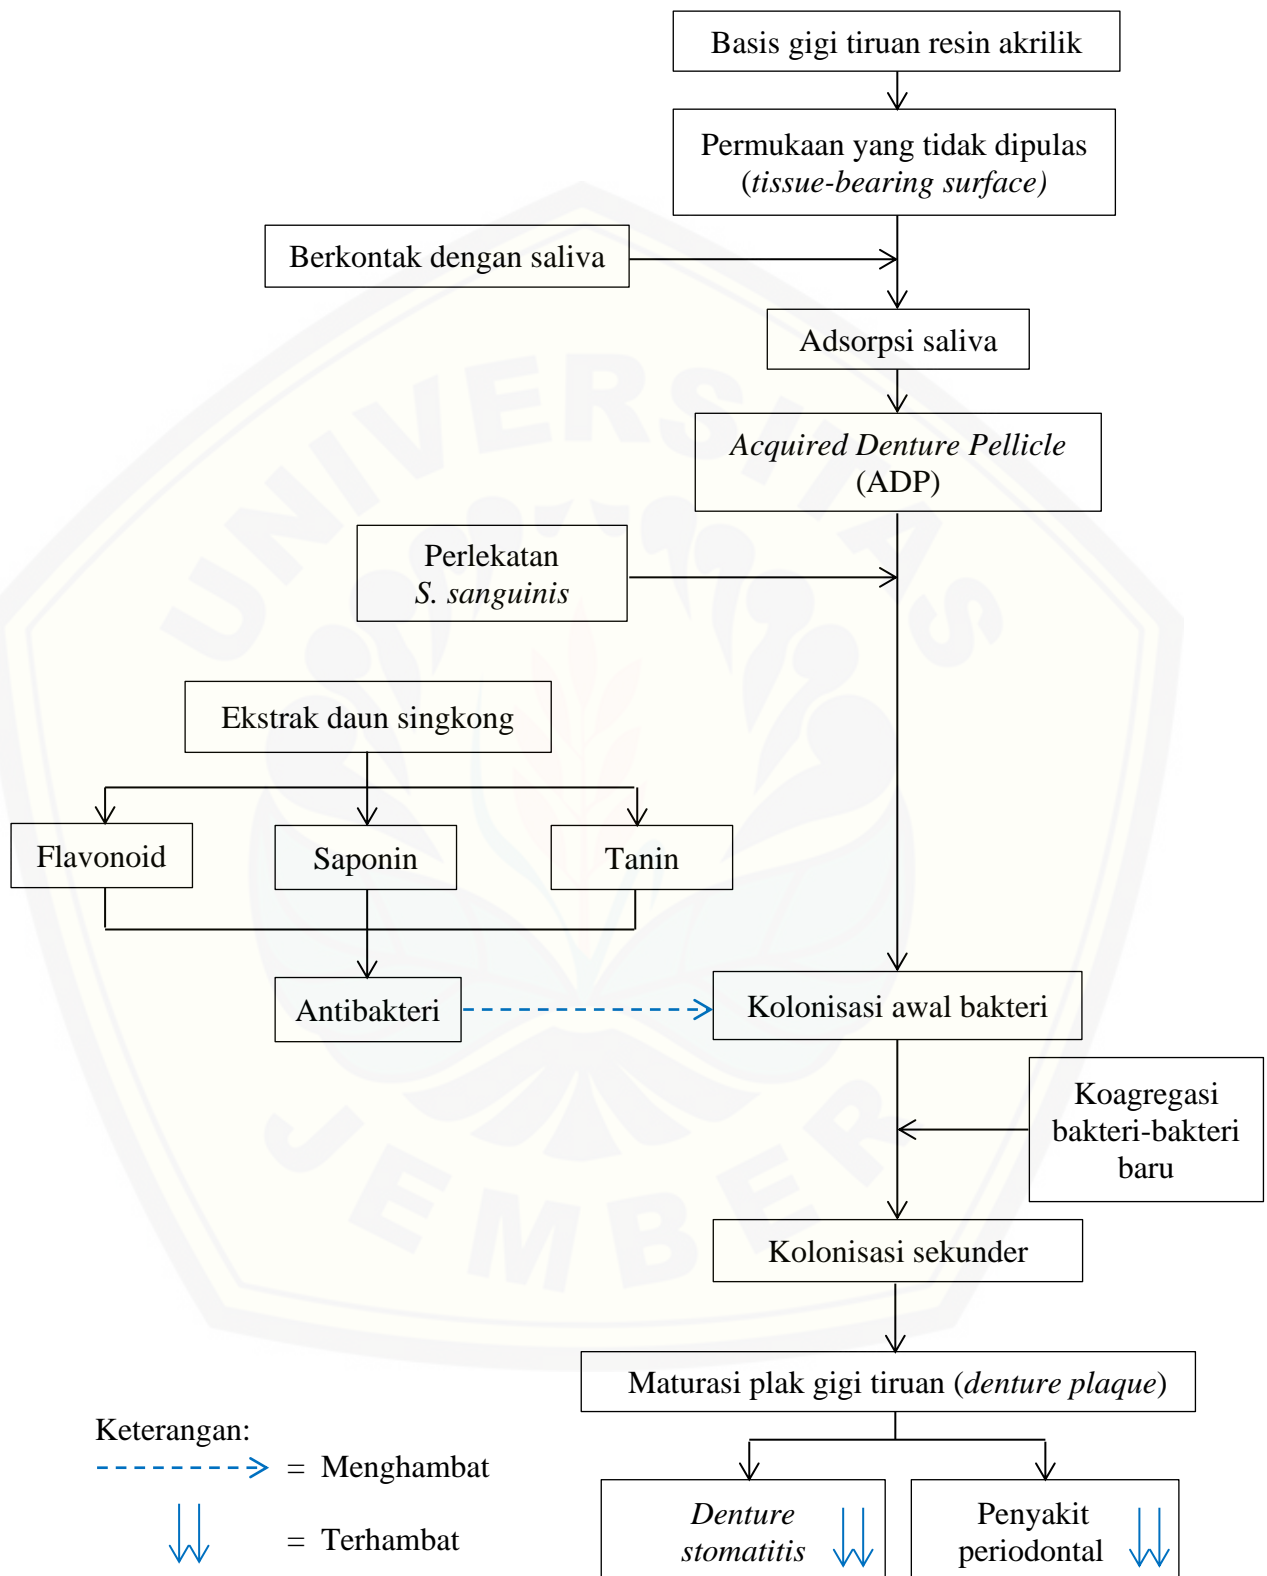 Basis gigi tiruan resin akrilik
Permukaan yang tidak dipulas
(tissue-bearing surface)
Berkontak dengan saliva
Adsorpsi saliva
Acquired Denture Pellicle
(ADP)
Perlekatan
S. sanguinis
Ekstrak daun singkong
Flavonoid
Saponin
Tanin
Antibakteri
Kolonisasi awal bakteri
Koagregasi
bakteri-bakteri
baru
Kolonisasi sekunder
Maturasi plak gigi tiruan (denture plaque)
Keterangan:
= Menghambat
= Terhambat
Denture
stomatitis
Penyakit
periodontal
UNIVERSITAS
JEMBER